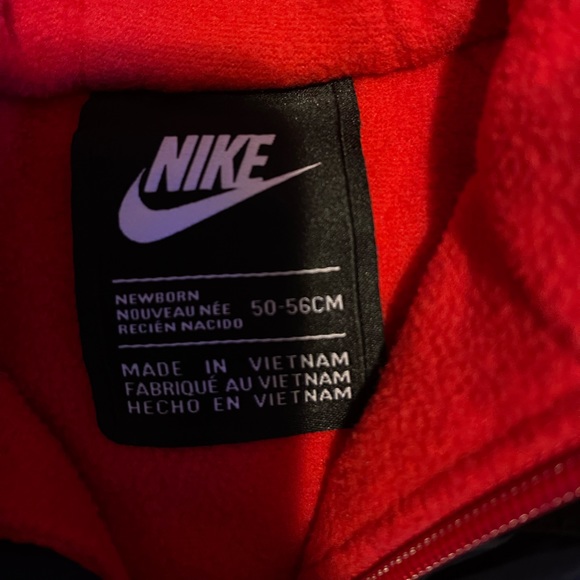 NIKE
NEWBORN
NOUVEAU NÉE 50-56CM
RECIÉN NACIDO
MADE IN VIETNAM
FABRIQUÉ AU VIETNAM
HECHO EN VIETNAM